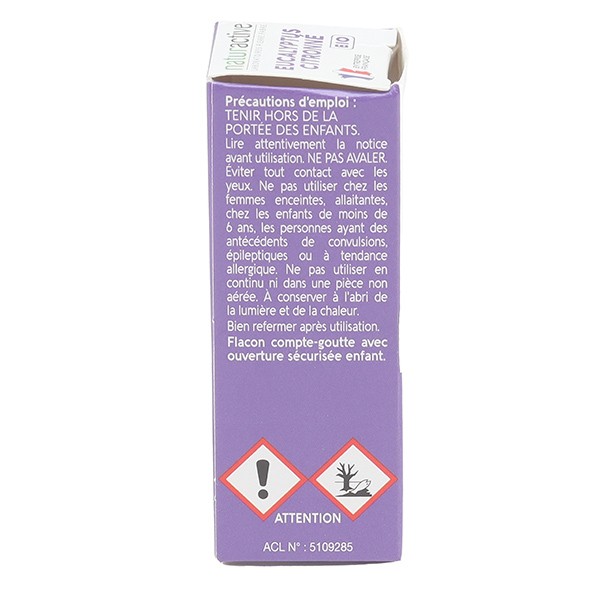 naturactive
EUCALYPTUS
CITRONNÉ
BIO
Précautions d'emploi :
TENIR HORS DE LA
PORTÉE DES ENFANTS.
Lire attentivement la notice
avant utilisation. NE PAS AVALER.
Éviter tout contact avec les
yeux. Ne pas utiliser chez les
femmes enceintes, allaitantes,
chez les enfants de moins de
6 ans, les personnes ayant des
antécédents de convulsions,
épileptiques ou à tendance
allergique. Ne pas utiliser en
continu ni dans une pièce non
aérée. À conserver à l'abri de
la lumière et de la chaleur.
Bien refermer après utilisation.
Flacon compte-goutte avec
ouverture sécurisée enfant.
ATTENTION
ACL N° : 5109285